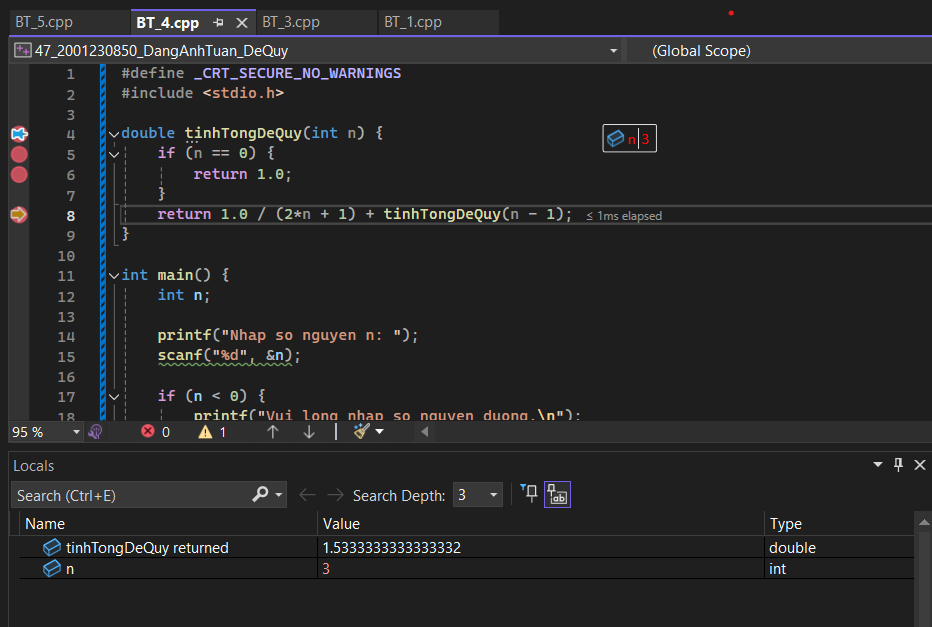 BT_5.cpp BT_4.cpp BT_3.cpp BT_1.cpp
47_2001230850_DangAnhTuan_DeQuy (Global Scope)
1 #define _CRT_SECURE_NO_WARNINGS
2 #include <stdio.h>
3
4 double tinhTongDeQuy(int n) {
n 3
5 if (n == 0) {
6 return 1.0;
7 }
8 return 1.0 / (2*n + 1) + tinhTongDeQuy(n - 1); ≤ 1ms elapsed
9 }
10
11 int main() {
12 int n;
13
14 printf("Nhap so nguyen n: ");
15 scanf("%d", &n);
16
17 if (n < 0) {
18 printf("Vui long nhap so nguyen duong.\n");
95 % 0 1
Locals
Search (Ctrl+E) Search Depth: 3
Name Value Type
tinhTongDeQuy returned 1.5333333333333332 double
n 3 int